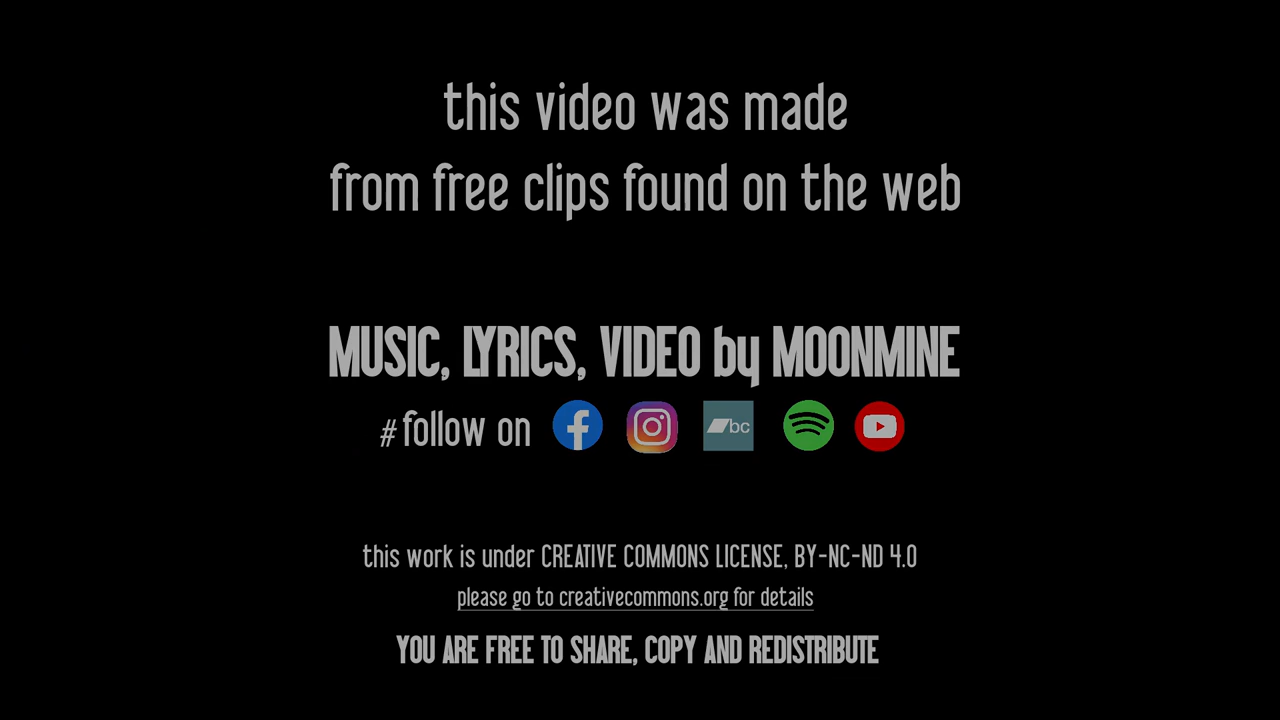 this video was made
from free clips found on the web
MUSIC, LYRICS, VIDEO by MOONMINE
#follow on bc
this work is under CREATIVE COMMONS LICENSE, BY-NC-ND 4.0
please go to creativecommons.org for details
YOU ARE FREE TO SHARE, COPY AND REDISTRIBUTE